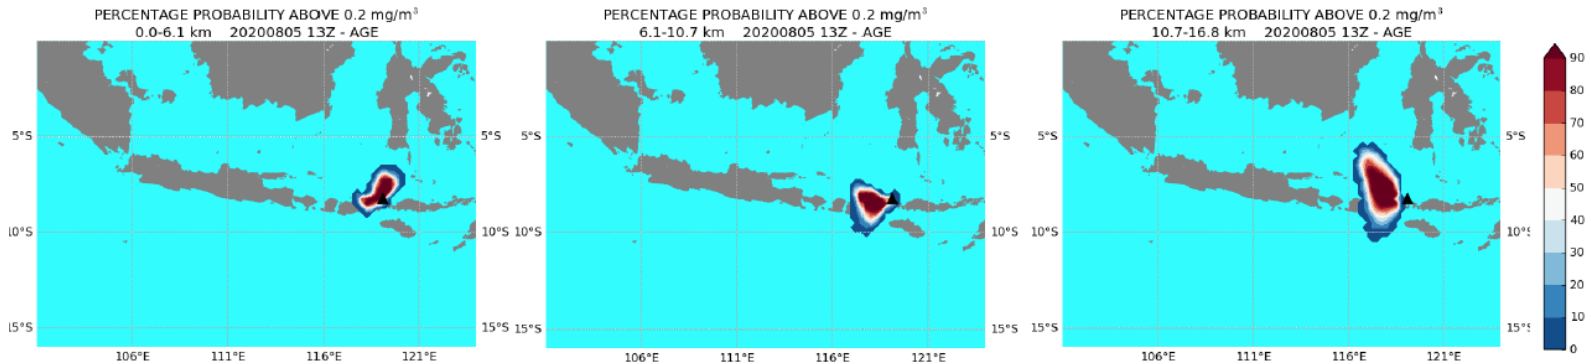 PERCENTAGE PROBABILITY ABOVE 0.2 mg/m³
0.0-6.1 km 20200805 13Z - AGE
5°S
5°S
10°S
10°S
15°S
15°S
106°E 111°E 116°E 121°E
PERCENTAGE PROBABILITY ABOVE 0.2 mg/m³
6.1-10.7 km 20200805 13Z - AGE
5°S
5°S
10°S
10°S
15°S
15°S
106°E 111°E 116°E 121°E
PERCENTAGE PROBABILITY ABOVE 0.2 mg/m³
10.7-16.8 km 20200805 13Z - AGE
5°S
10°S
15°S
106°E 111°E 116°E 121°E
90
80
70
60
50
40
30
20
10
0